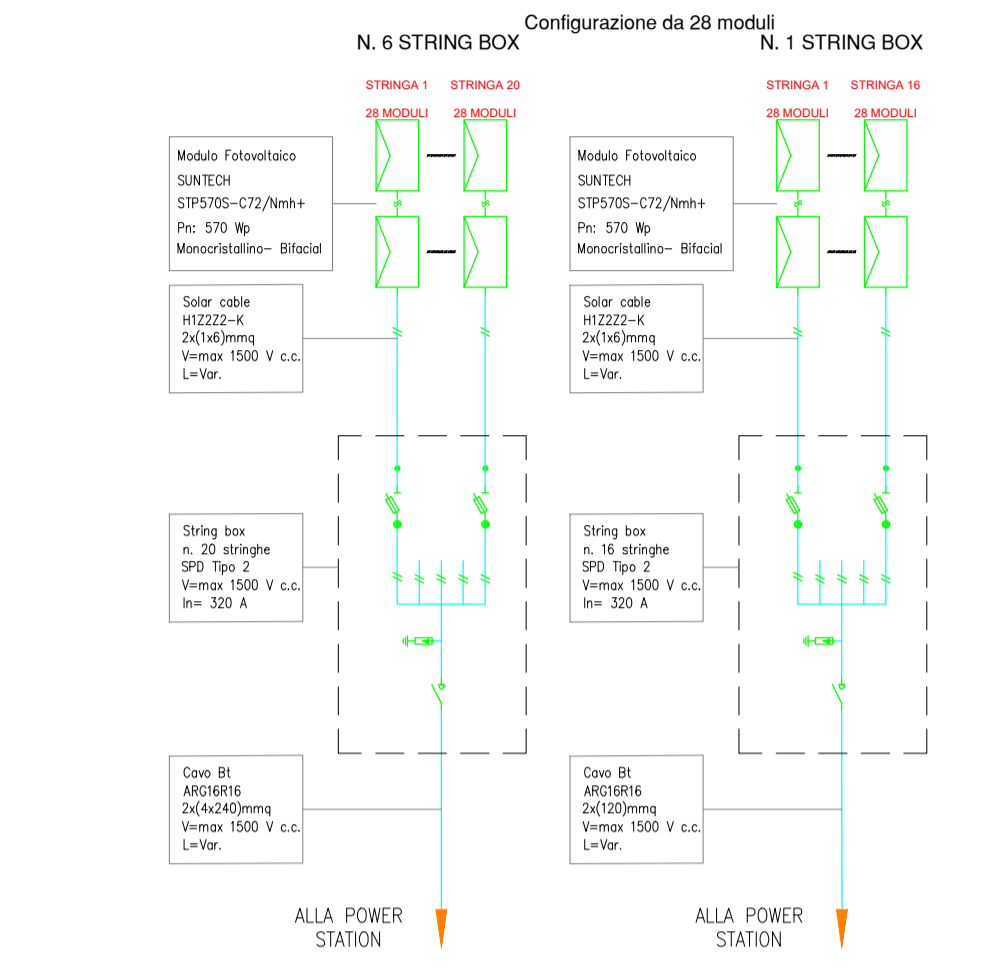 Configurazione da 28 moduli
N. 6 STRING BOX
N. 1 STRING BOX
STRINGA 1
STRINGA 20
28 MODULI
28 MODULI
Modulo Fotovoltaico
SUNTECH
STP570S-C72/Nmh+
Pn: 570 Wp
Monocristallino- Bifacial
Solar cable
H1Z2Z2-K
2x(1x6)mmq
V=max 1500 V c.c.
L=Var.
String box
n. 20 stringhe
SPD Tipo 2
V=max 1500 V c.c.
In= 320 A
Cavo Bt
ARG16R16
2x(4x240)mmq
V=max 1500 V c.c.
L=Var.
ALLA POWER
STATION
STRINGA 1
STRINGA 16
28 MODULI
28 MODULI
Modulo Fotovoltaico
SUNTECH
STP570S-C72/Nmh+
Pn: 570 Wp
Monocristallino- Bifacial
Solar cable
H1Z2Z2-K
2x(1x6)mmq
V=max 1500 V c.c.
L=Var.
String box
n. 16 stringhe
SPD Tipo 2
V=max 1500 V c.c.
In= 320 A
Cavo Bt
ARG16R16
2x(120)mmq
V=max 1500 V c.c.
L=Var.
ALLA POWER
STATION